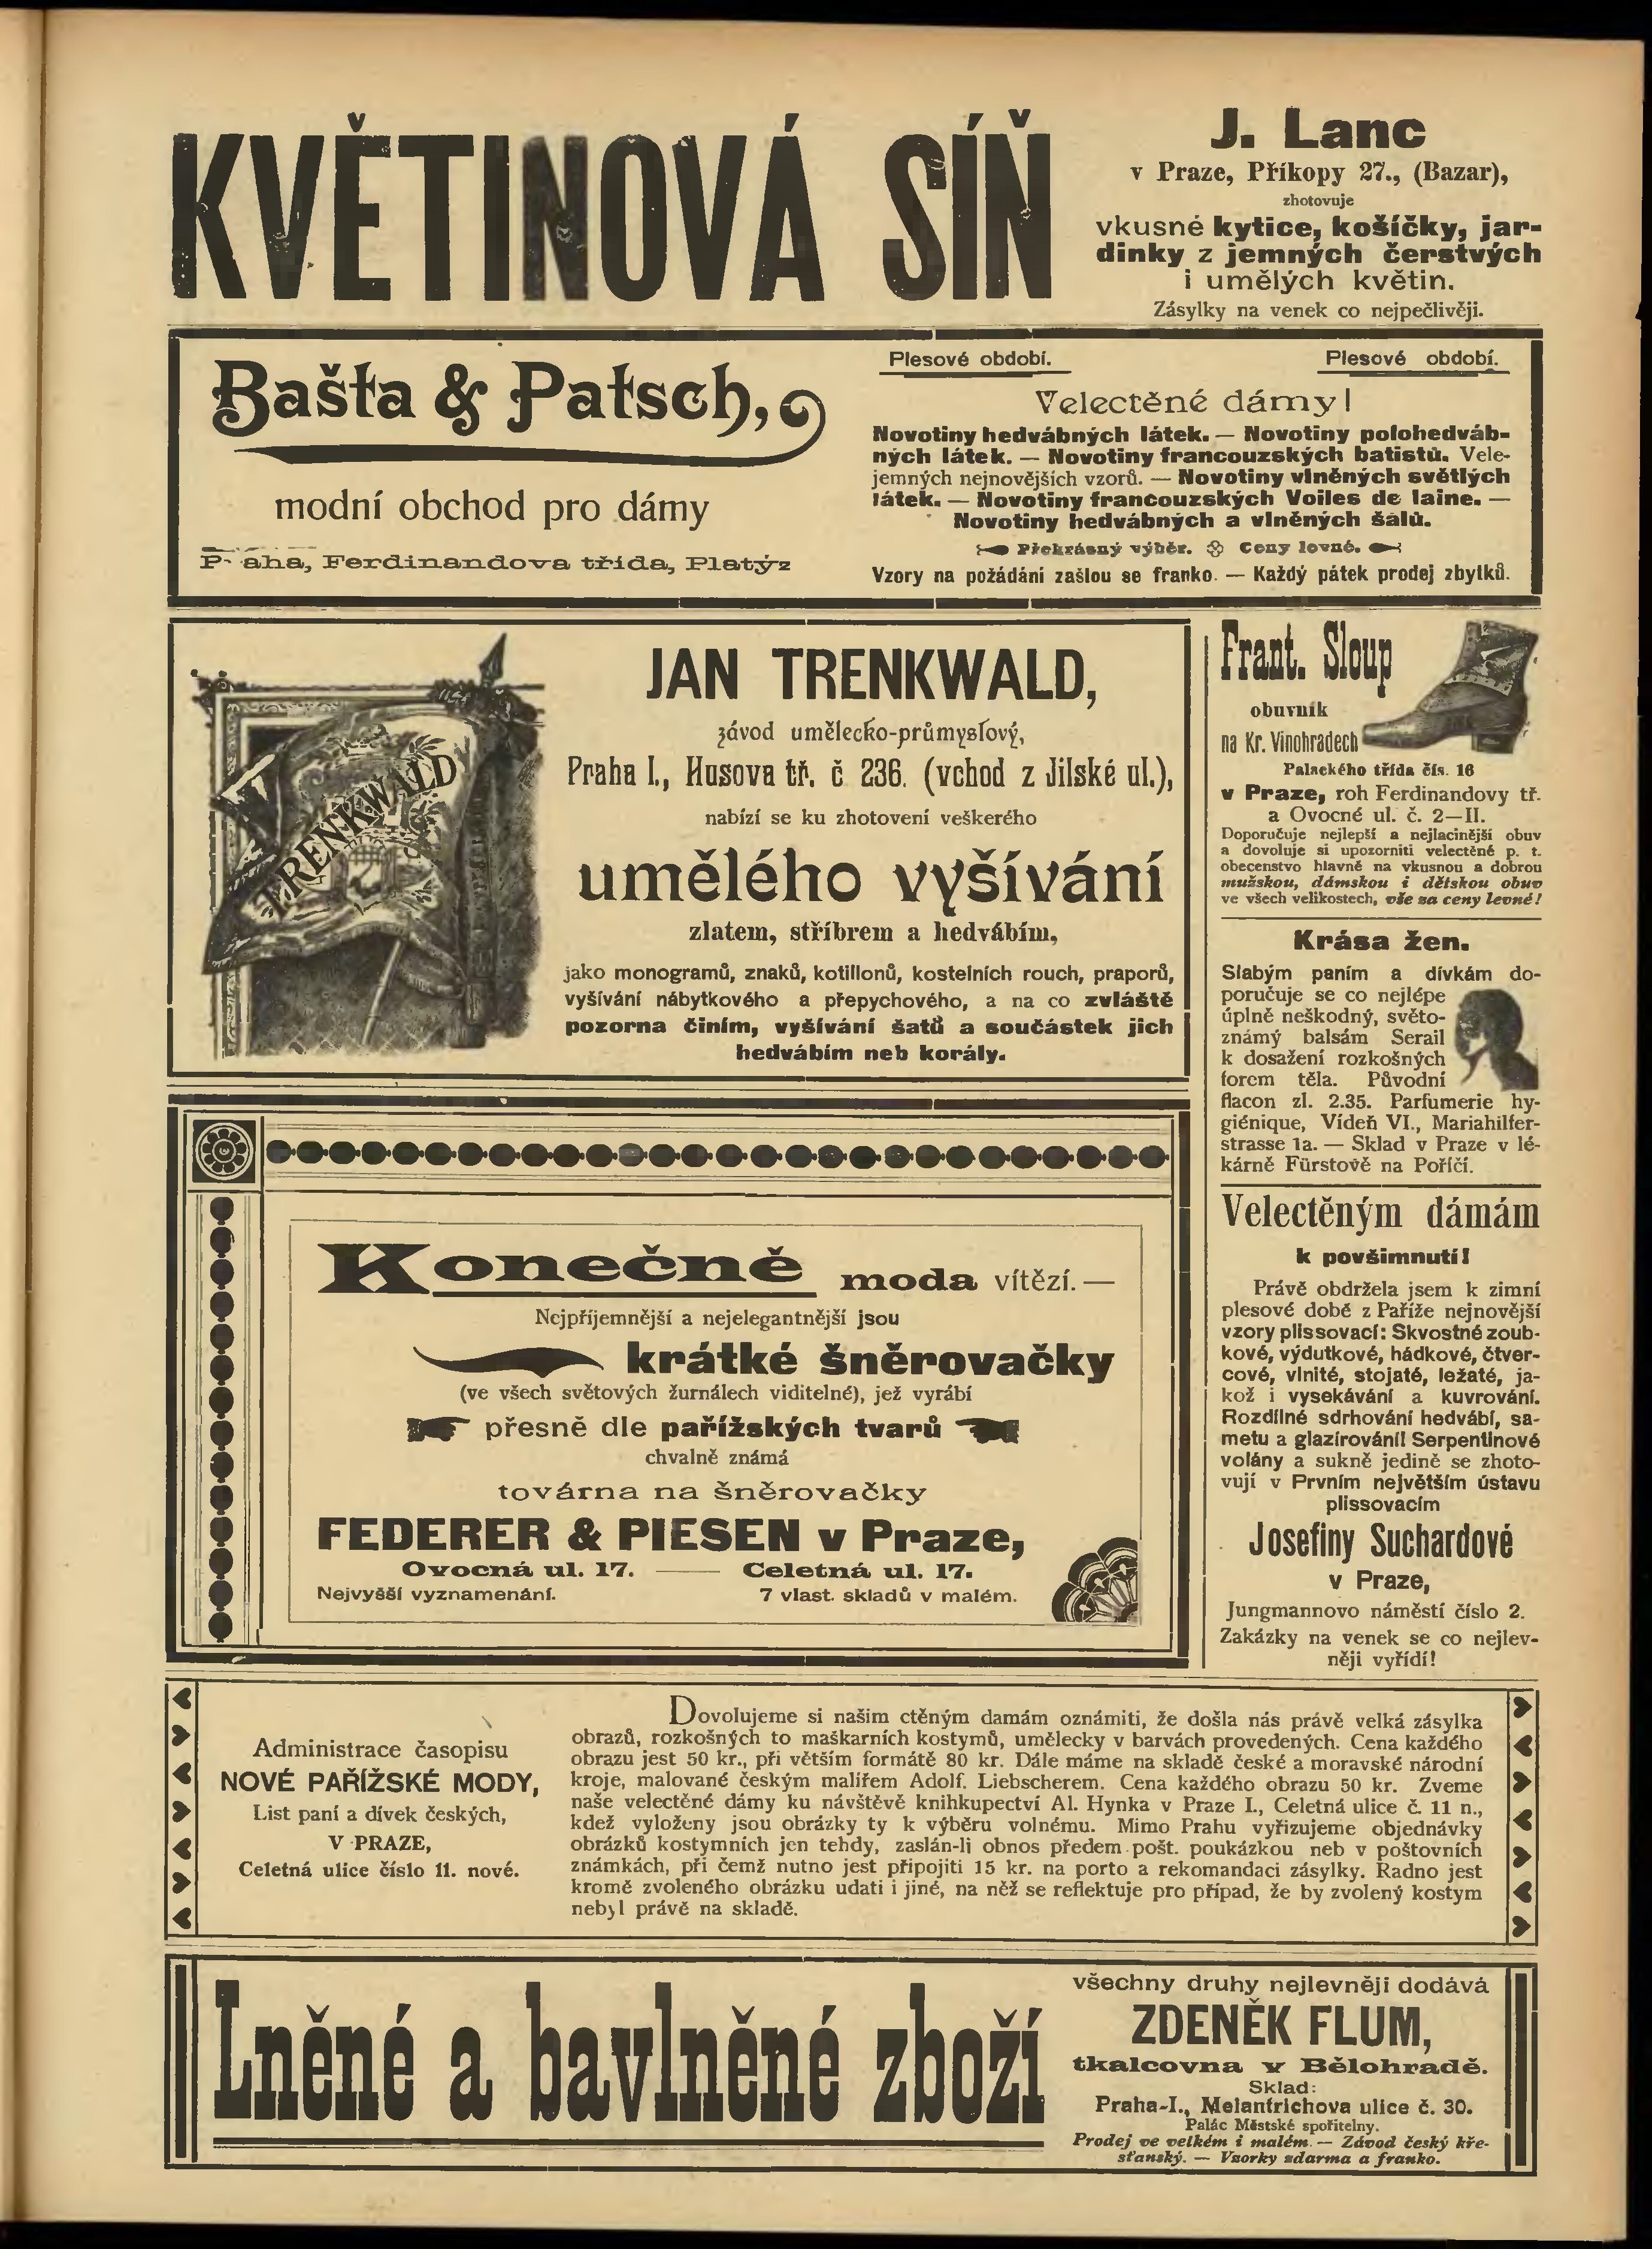 KVĚTINOVÁ SÍŇ
J. Lanc
v Praze, Příkopy 27., (Bazar),
zhotovuje
vkusné kytice, košíčky, jar-
dinky z jemných čerstvých
i umělých květin.
Zásylky na venek co nejpečlivěji.
Bašta & Patsch,
modní obchod pro dámy
Praha, Ferdinandova třída, Platýz
Plesové období. Plesové období.
Velectěné dámy!
Novotiny hedvábných látek. — Novotiny polohedváb-
ných látek. — Novotiny francouzských batistů. Vele-
jemných nejnovějších vzorů. — Novotiny vlněných světlých
látek. — Novotiny francouzských Voiles de laine. —
Novotiny hedvábných a vlněných šálů.
Překrásný výběr. Ceny levné.
Vzory na požádání zašlou se franko. — Každý pátek prodej zbytků.
TRENKWALD
JAN TRENKWALD,
závod umělecko-průmyslový,
Praha I., Husova tř. č 236. (vchod z Jilské ul.),
nabízí se ku zhotovení veškerého
umělého vyšívání
zlatem, stříbrem a hedvábím,
jako monogramů, znaků, kotillonů, kostelních rouch, praporů,
vyšívání nábytkového a přepychového, a na co zvláště
pozorna činím, vyšívání šatů a součástek jich
hedvábím neb korály.
Frant. Sloup
obuvník
na Kr. Vinohradech
Palackého třída čís. 16
v Praze, roh Ferdinandovy tř.
a Ovocné ul. č. 2—II.
Doporučuje nejlepší a nejlacinější obuv
a dovoluje si upozorniti velectěné p. t.
obecenstvo hlavné na vkusnou a dobrou
mužskou, dámskou i dětskou obuv
ve všech velikostech, vše za ceny levné!
Krása žen.
Slabým paním a dívkám do-
poručuje se co nejlépe
úplně neškodný, světo-
známý balsám Serail
k dosažení rozkošných
forem těla. Původní
flacon zl. 2.35. Parfumerie hy-
giénique, Vídeň VI., Mariahilfer-
strasse 1a. — Sklad v Praze v lé-
kárně Fürstově na Poříčí.
Velectěným dámám
k povšimnutí!
Právě obdržela jsem k zimní
plesové době z Paříže nejnovější
vzory plissovací: Skvostné zoub-
kové, výdutkové, hádkové, čtver-
cové, vlnité, stojaté, ležaté, ja-
kož i vysekávání a kuvrování.
Rozdílné sdrhování hedvábí, sa-
metu a glazírování! Serpentinové
volány a sukně jedině se zhoto-
vují v Prvním největším ústavu
plissovacím
Josefiny Suchardové
v Praze,
Jungmannovo náměstí číslo 2.
Zakázky na venek se co nejlev-
něji vyřídí!
Konečně moda vítězí. —
Nejpříjemnější a nejelegantnější jsou
krátké šněrovačky
(ve všech světových žurnálech viditelné), jež vyrábí
přesně dle pařížských tvarů
chvalně známá
továrna na šněrovačky
FEDERER & PIESEN v Praze,
Ovocná ul. 17. —— Celetná ul. 17.
Nejvyšší vyznamenání. 7 vlast. skladů v malém.
Administrace časopisu
NOVÉ PAŘÍŽSKÉ MODY,
List paní a dívek českých,
V PRAZE,
Celetná ulice číslo 11. nové.
Dovolujeme si našim ctěným damám oznámiti, že došla nás právě velká zásylka
obrazů, rozkošných to maškarních kostymů, umělecky v barvách provedených. Cena každého
obrazu jest 50 kr., při větším formátě 80 kr. Dále máme na skladě české a moravské národní
kroje, malované českým malířem Adolf. Liebscherem. Cena každého obrazu 50 kr. Zveme
naše velectěné dámy ku návštěvě knihkupectví Al. Hynka v Praze I., Celetná ulice č. 11 n.,
kdež vyloženy jsou obrázky ty k výběru volnému. Mimo Prahu vyřizujeme objednávky
obrázků kostymních jen tehdy, zaslán-li obnos předem pošt. poukázkou neb v poštovních
známkách, při čemž nutno jest připojiti 15 kr. na porto a rekomandaci zásylky. Radno jest
kromě zvoleného obrázku udati i jiné, na něž se reflektuje pro případ, že by zvolený kostym
nebyl právě na skladě.
Lněné a bavlněné zboží
všechny druhy nejlevněji dodává
ZDENĚK FLUM,
tkalcovna v Bělohradě.
Sklad:
Praha-I., Melantrichova ulice č. 30.
Palác Městské spořitelny.
Prodej ve velkém i malém. — Závod český kře-
sťanský. — Vzorky zdarma a franko.